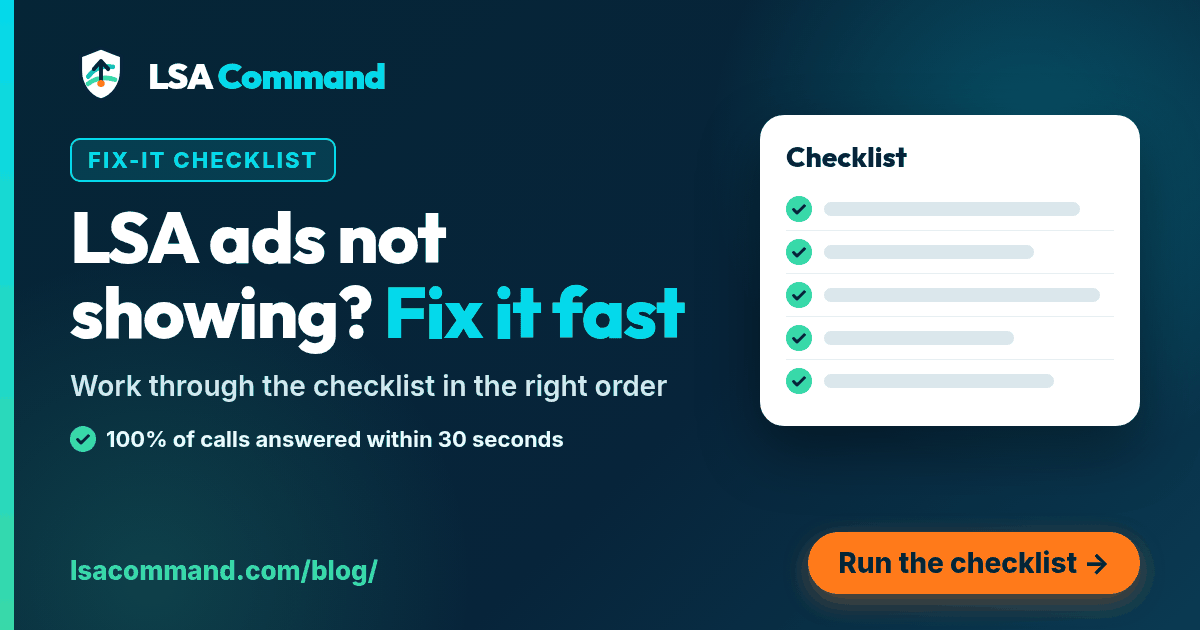 LSA Command
FIX-IT CHECKLIST
LSA ads not
showing? Fix it fast
Work through the checklist in the right order
100% of calls answered within 30 seconds
lsacommand.com/blog/
Checklist
Run the checklist →